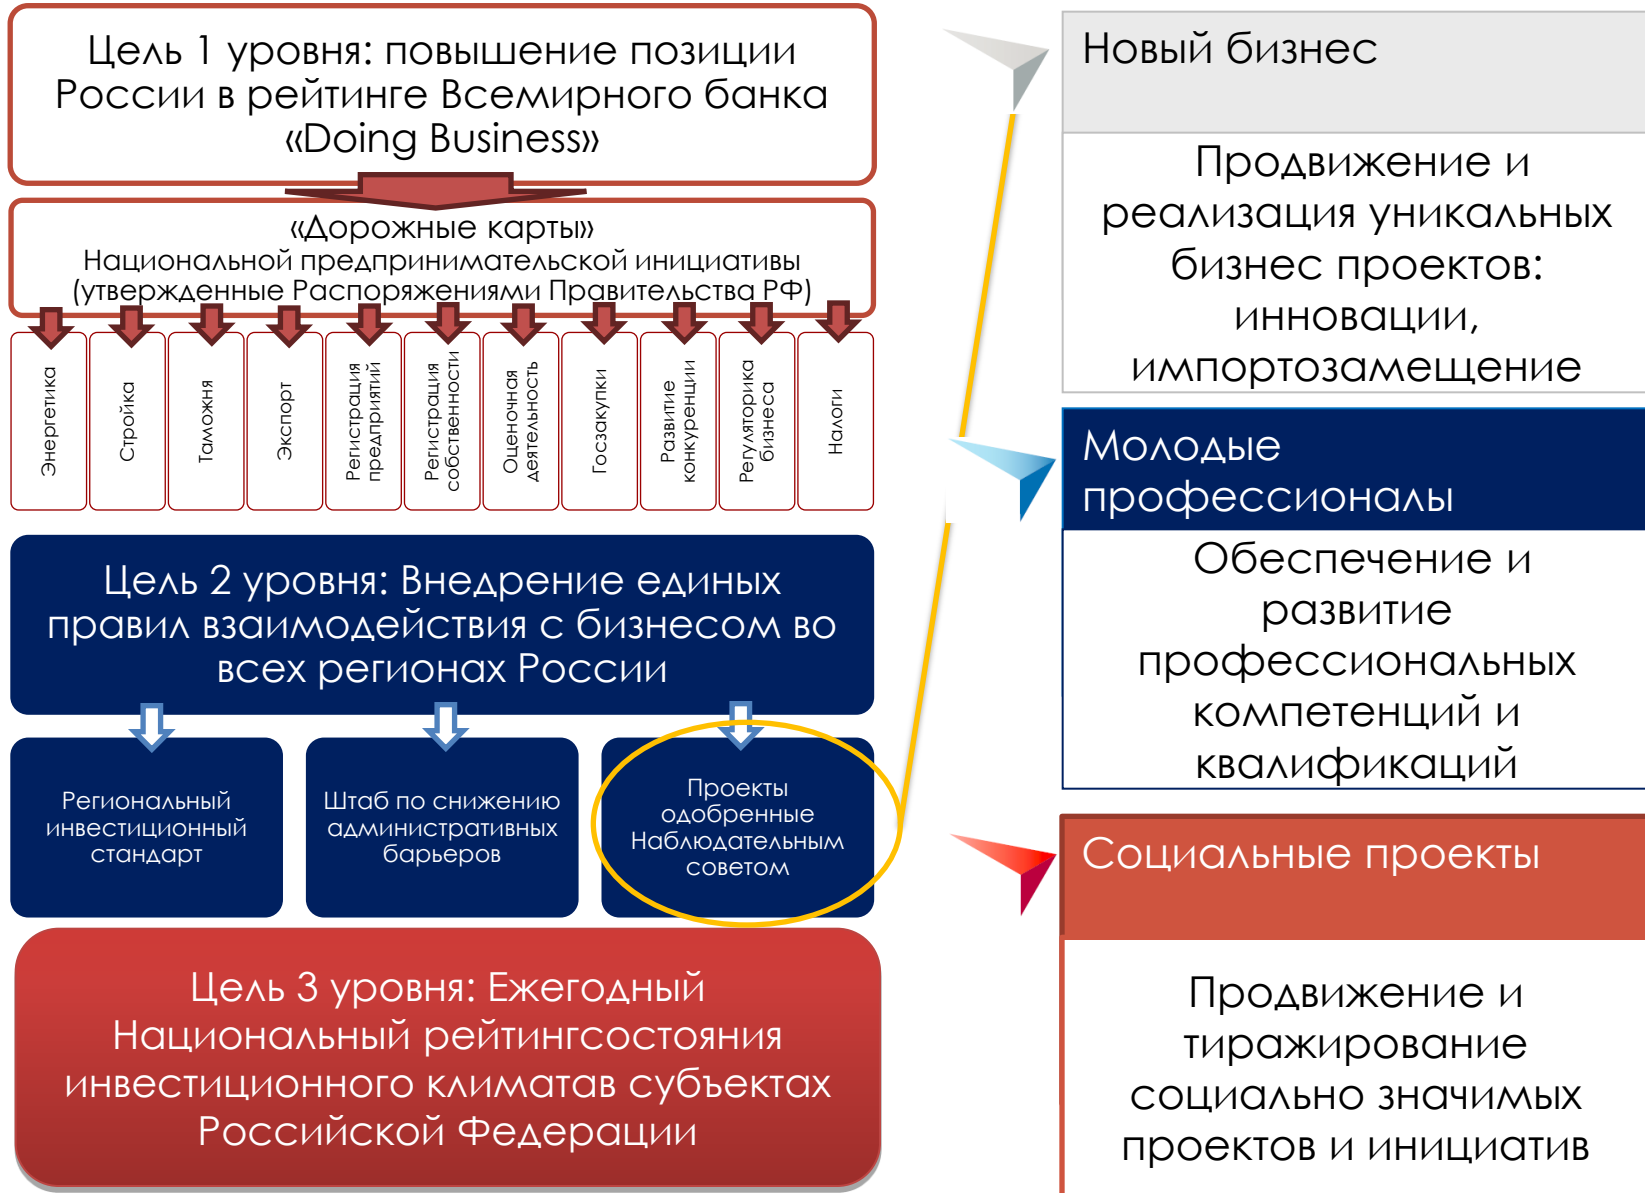 Цель 1 уровня: повышение позиции
России в рейтинге Всемирного банка
«Doing Business»
«Дорожные карты»
Национальной предпринимательской инициативы
(утвержденные Распоряжениями Правительства РФ)
Энергетика
Стройка
Таможня
Экспорт
Регистрация
предприятий
Регистрация
собственности
Оценочная
деятельность
Госзакупки
Развитие
конкуренции
Регуляторика
бизнеса
Налоги
Цель 2 уровня: Внедрение единых
правил взаимодействия с бизнесом во
всех регионах России
Региональный
инвестиционный
стандарт
Штаб по снижению
административных
барьеров
Проекты
одобренные
Наблюдательным
советом
Цель 3 уровня: Ежегодный
Национальный рейтингсостояния
инвестиционного климатав субъектах
Российской Федерации
Новый бизнес
Продвижение и
реализация уникальных
бизнес проектов:
инновации,
импортозамещение
Молодые
профессионалы
Обеспечение и
развитие
профессиональных
компетенций и
квалификаций
Социальные проекты
Продвижение и
тиражирование
социально значимых
проектов и инициатив